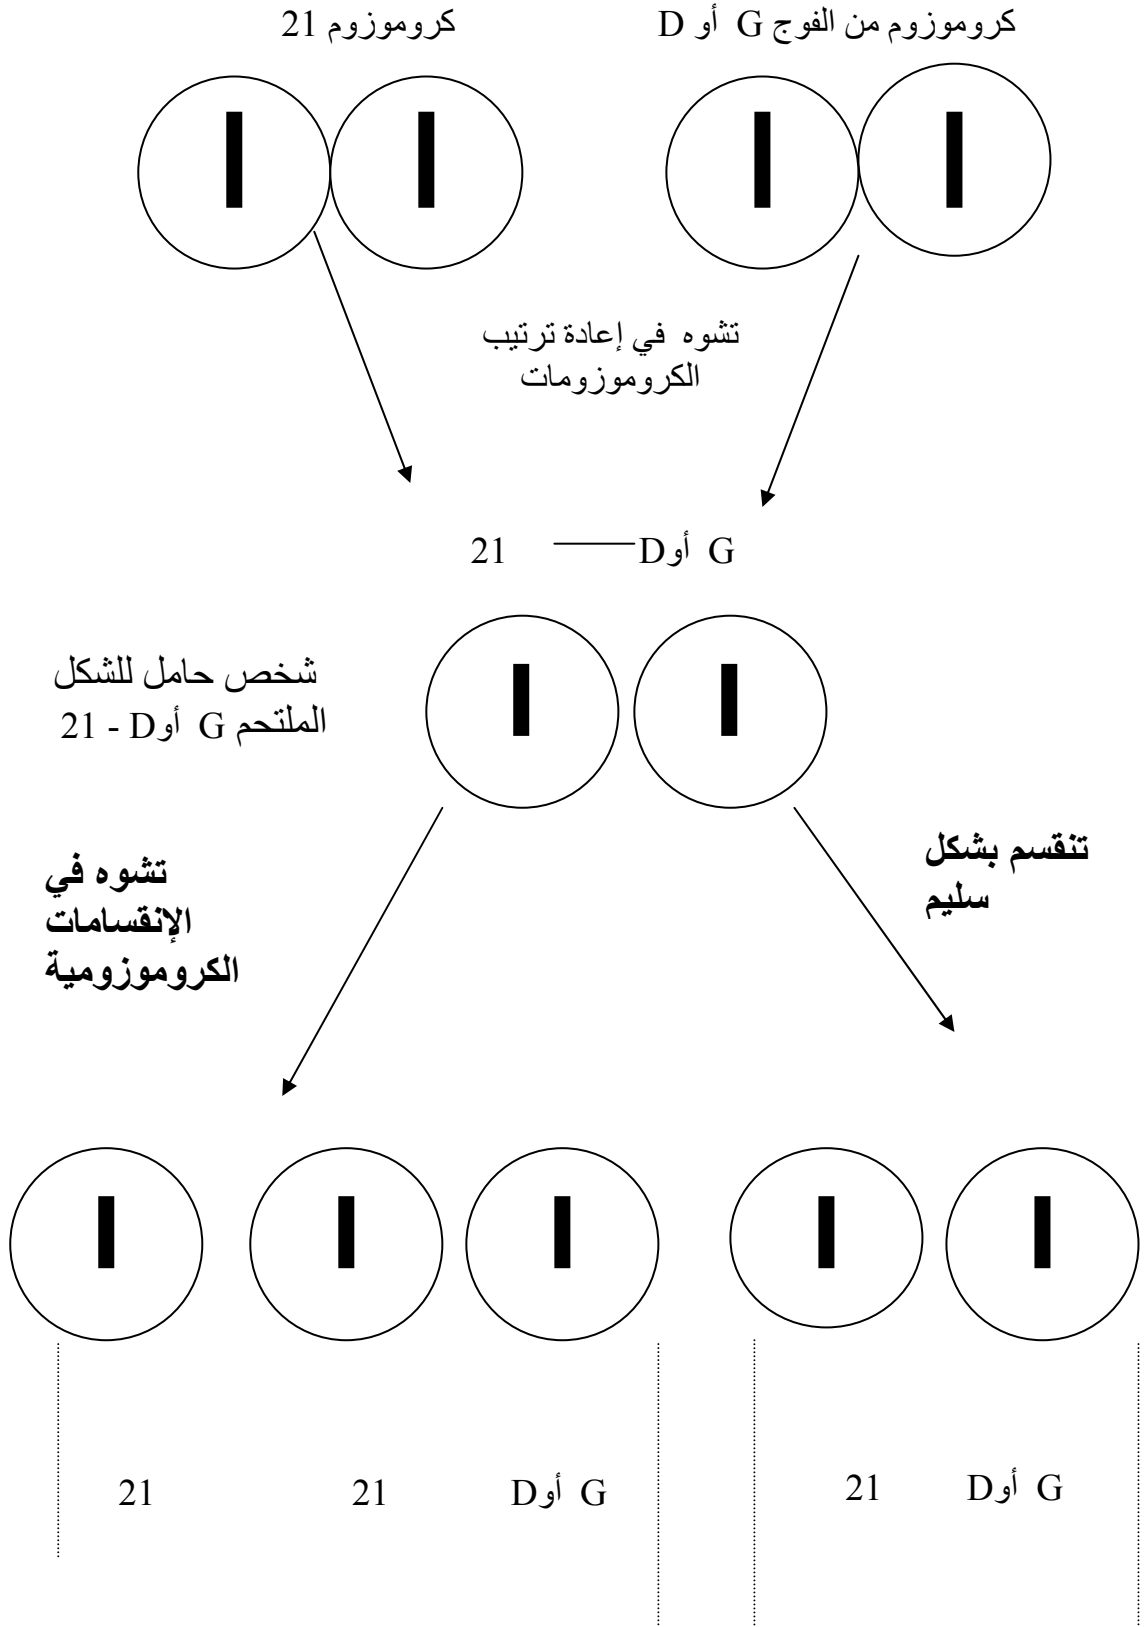 كروموزوم من الفوج G أو D
كروموزوم 21
تشوه في إعادة ترتيب
الكروموزومات
G أوD
21
شخص حامل للشكل
الملتحم G أوD - 21
تنقسم بشكل
سليم
تشوه في
الإنقسامات
الكروموزومية
G أوD
21
G أوD
21
21